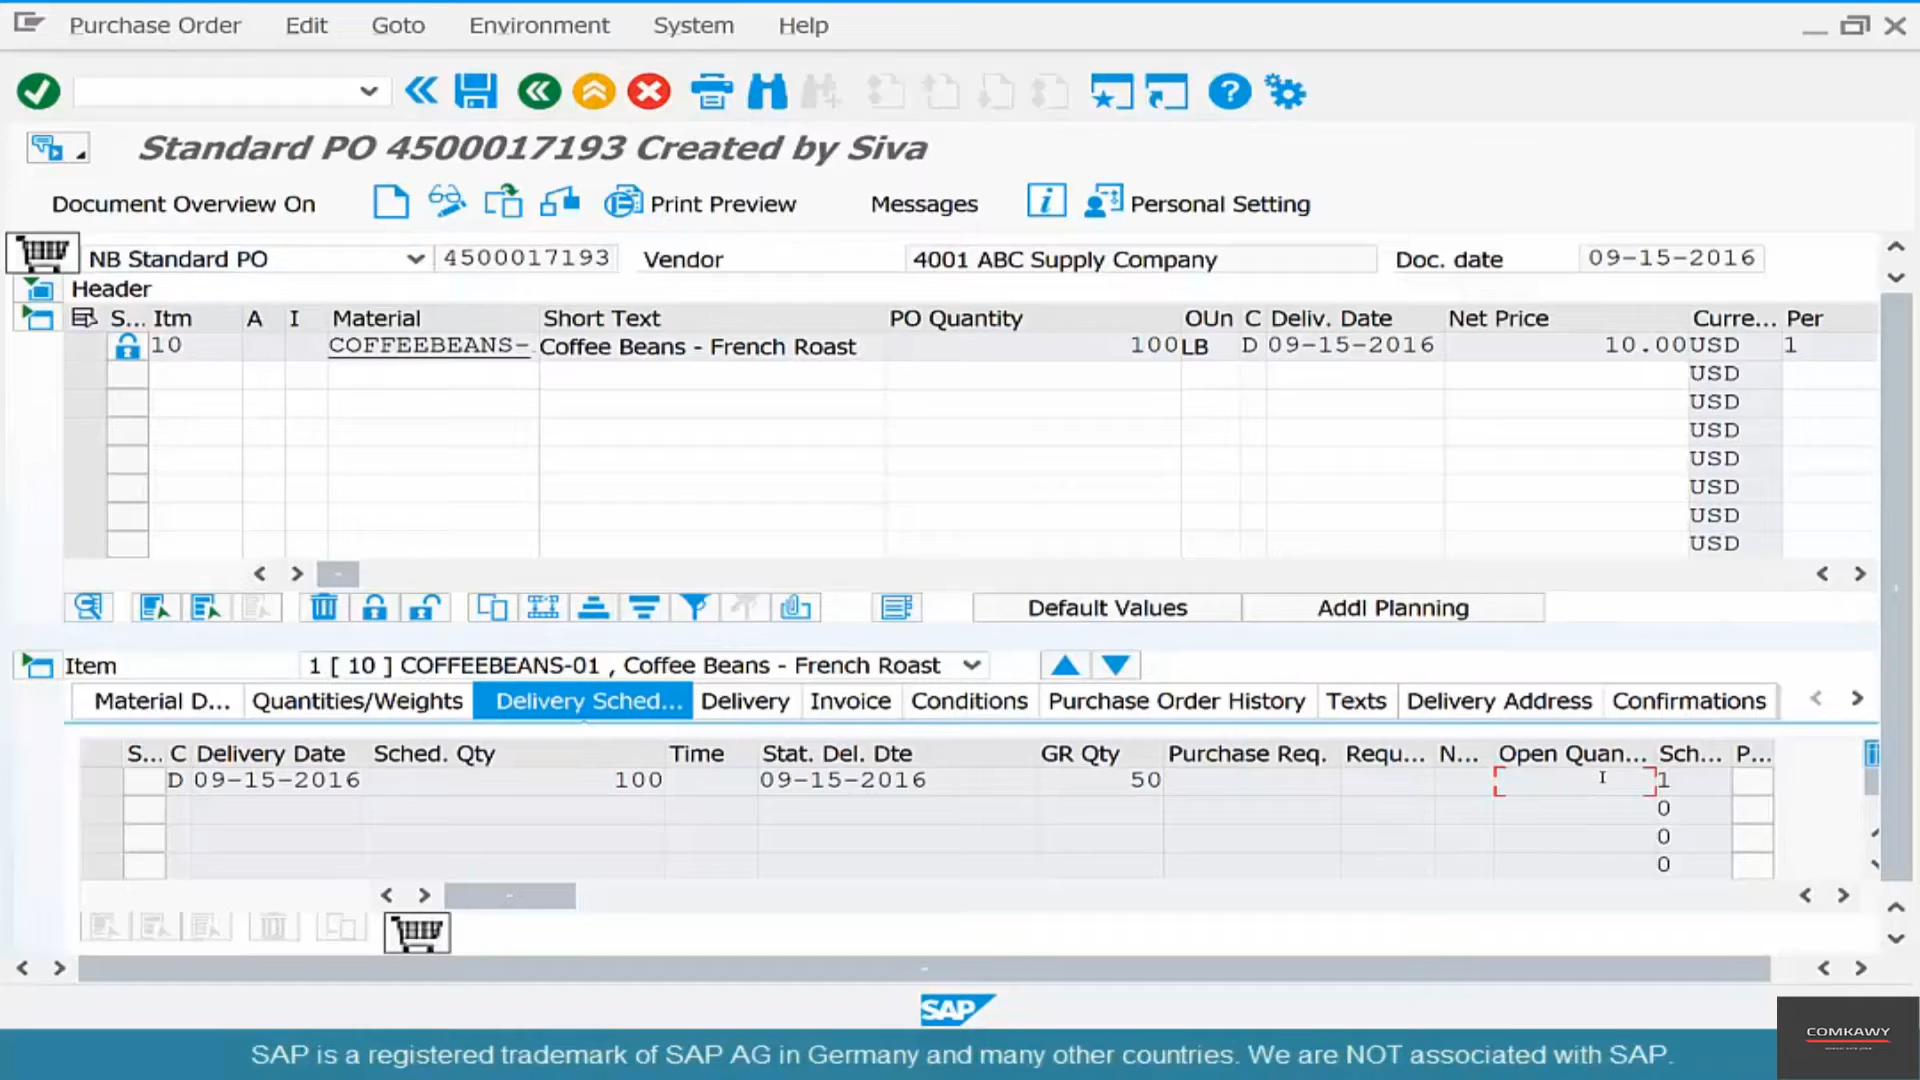 Purchase Order Edit Goto Environment System Help
Standard PO 4500017193 Created by Siva
Document Overview On Print Preview Messages Personal Setting
NB Standard PO 4500017193 Vendor 4001 ABC Supply Company Doc. date 09-15-2016
Header
S... Itm A I Material Short Text PO Quantity OUn C Deliv. Date Net Price Curre... Per
10 COFFEEBEANS-. Coffee Beans - French Roast 100 LB D 09-15-2016 10.00 USD 1
USD
USD
USD
USD
USD
USD
USD
Default Values Addl Planning
Item 1 [ 10 ] COFFEEBEANS-01 , Coffee Beans - French Roast
Material D... Quantities/Weights Delivery Sched... Delivery Invoice Conditions Purchase Order History Texts Delivery Address Confirmations
S... C Delivery Date Sched. Qty Time Stat. Del. Dte GR Qty Purchase Req. Requ... N... Open Quan... Sch... P...
D 09-15-2016 100 09-15-2016 50 1
0
0
0
SAP
SAP is a registered trademark of SAP AG in Germany and many other countries. We are NOT associated with SAP.
COMKAWY